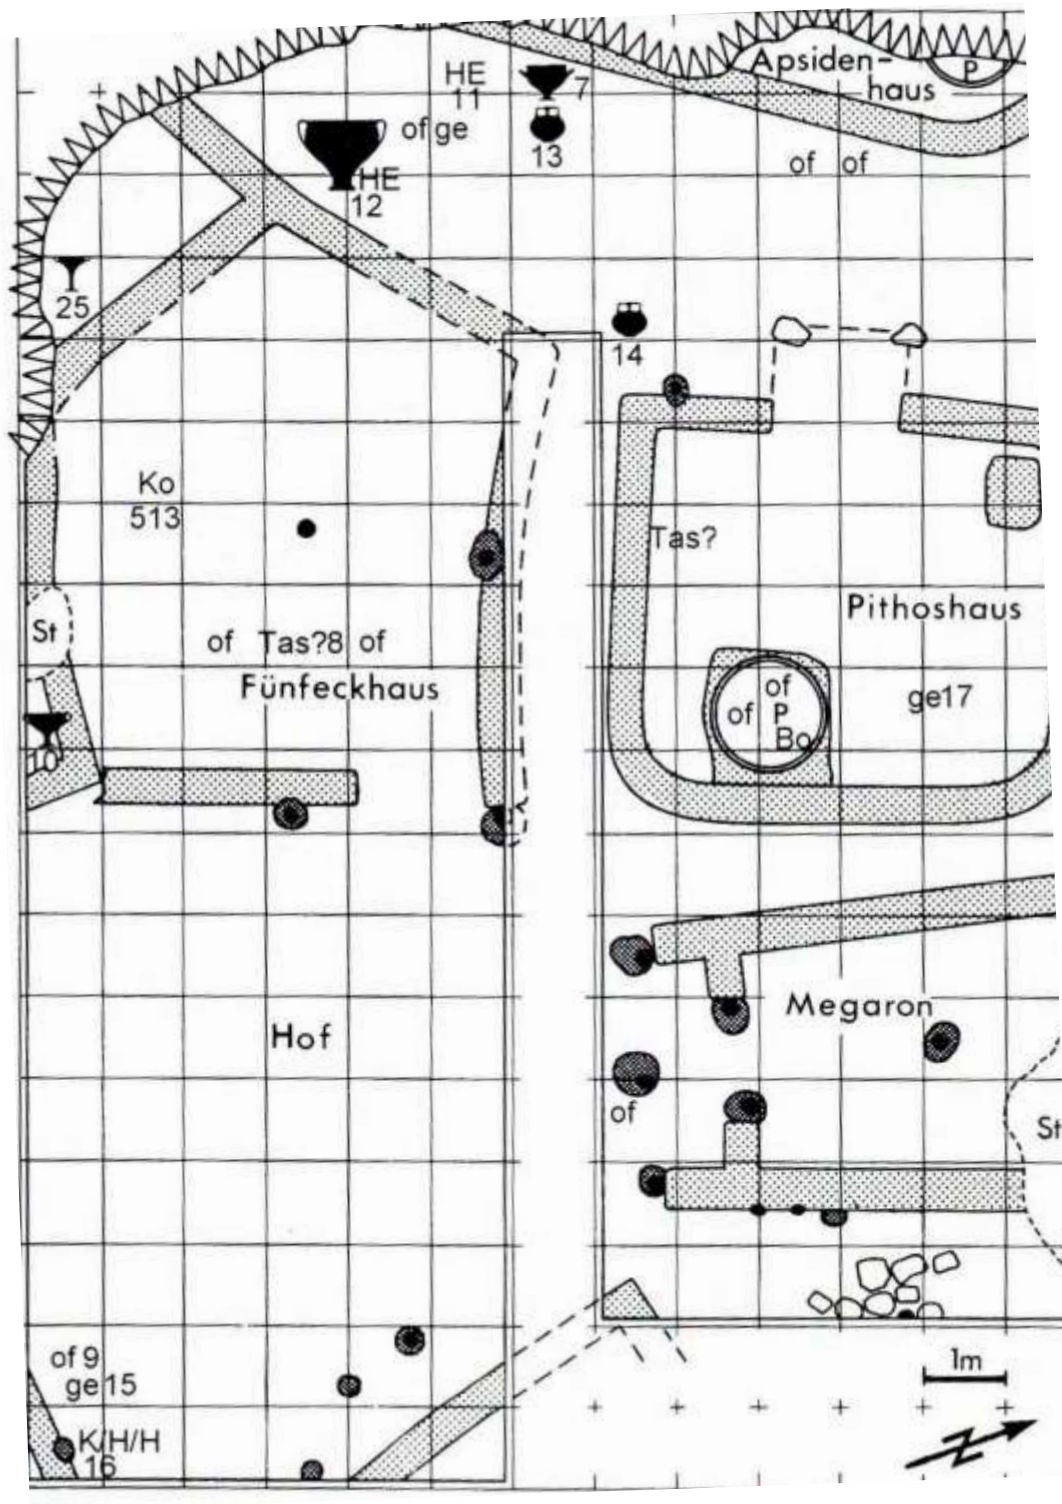 Apsiden-
haus
P
HE
11
7
of ge
13
HE
12
of of
25
14
Ko
513
Tas?
St
of Tas?8 of
Fünfeckhaus
Pithoshaus
ge17
of
of P
Bo
10
Hof
Megaron
of
St
of 9
ge 15
K/H/H
16
1m